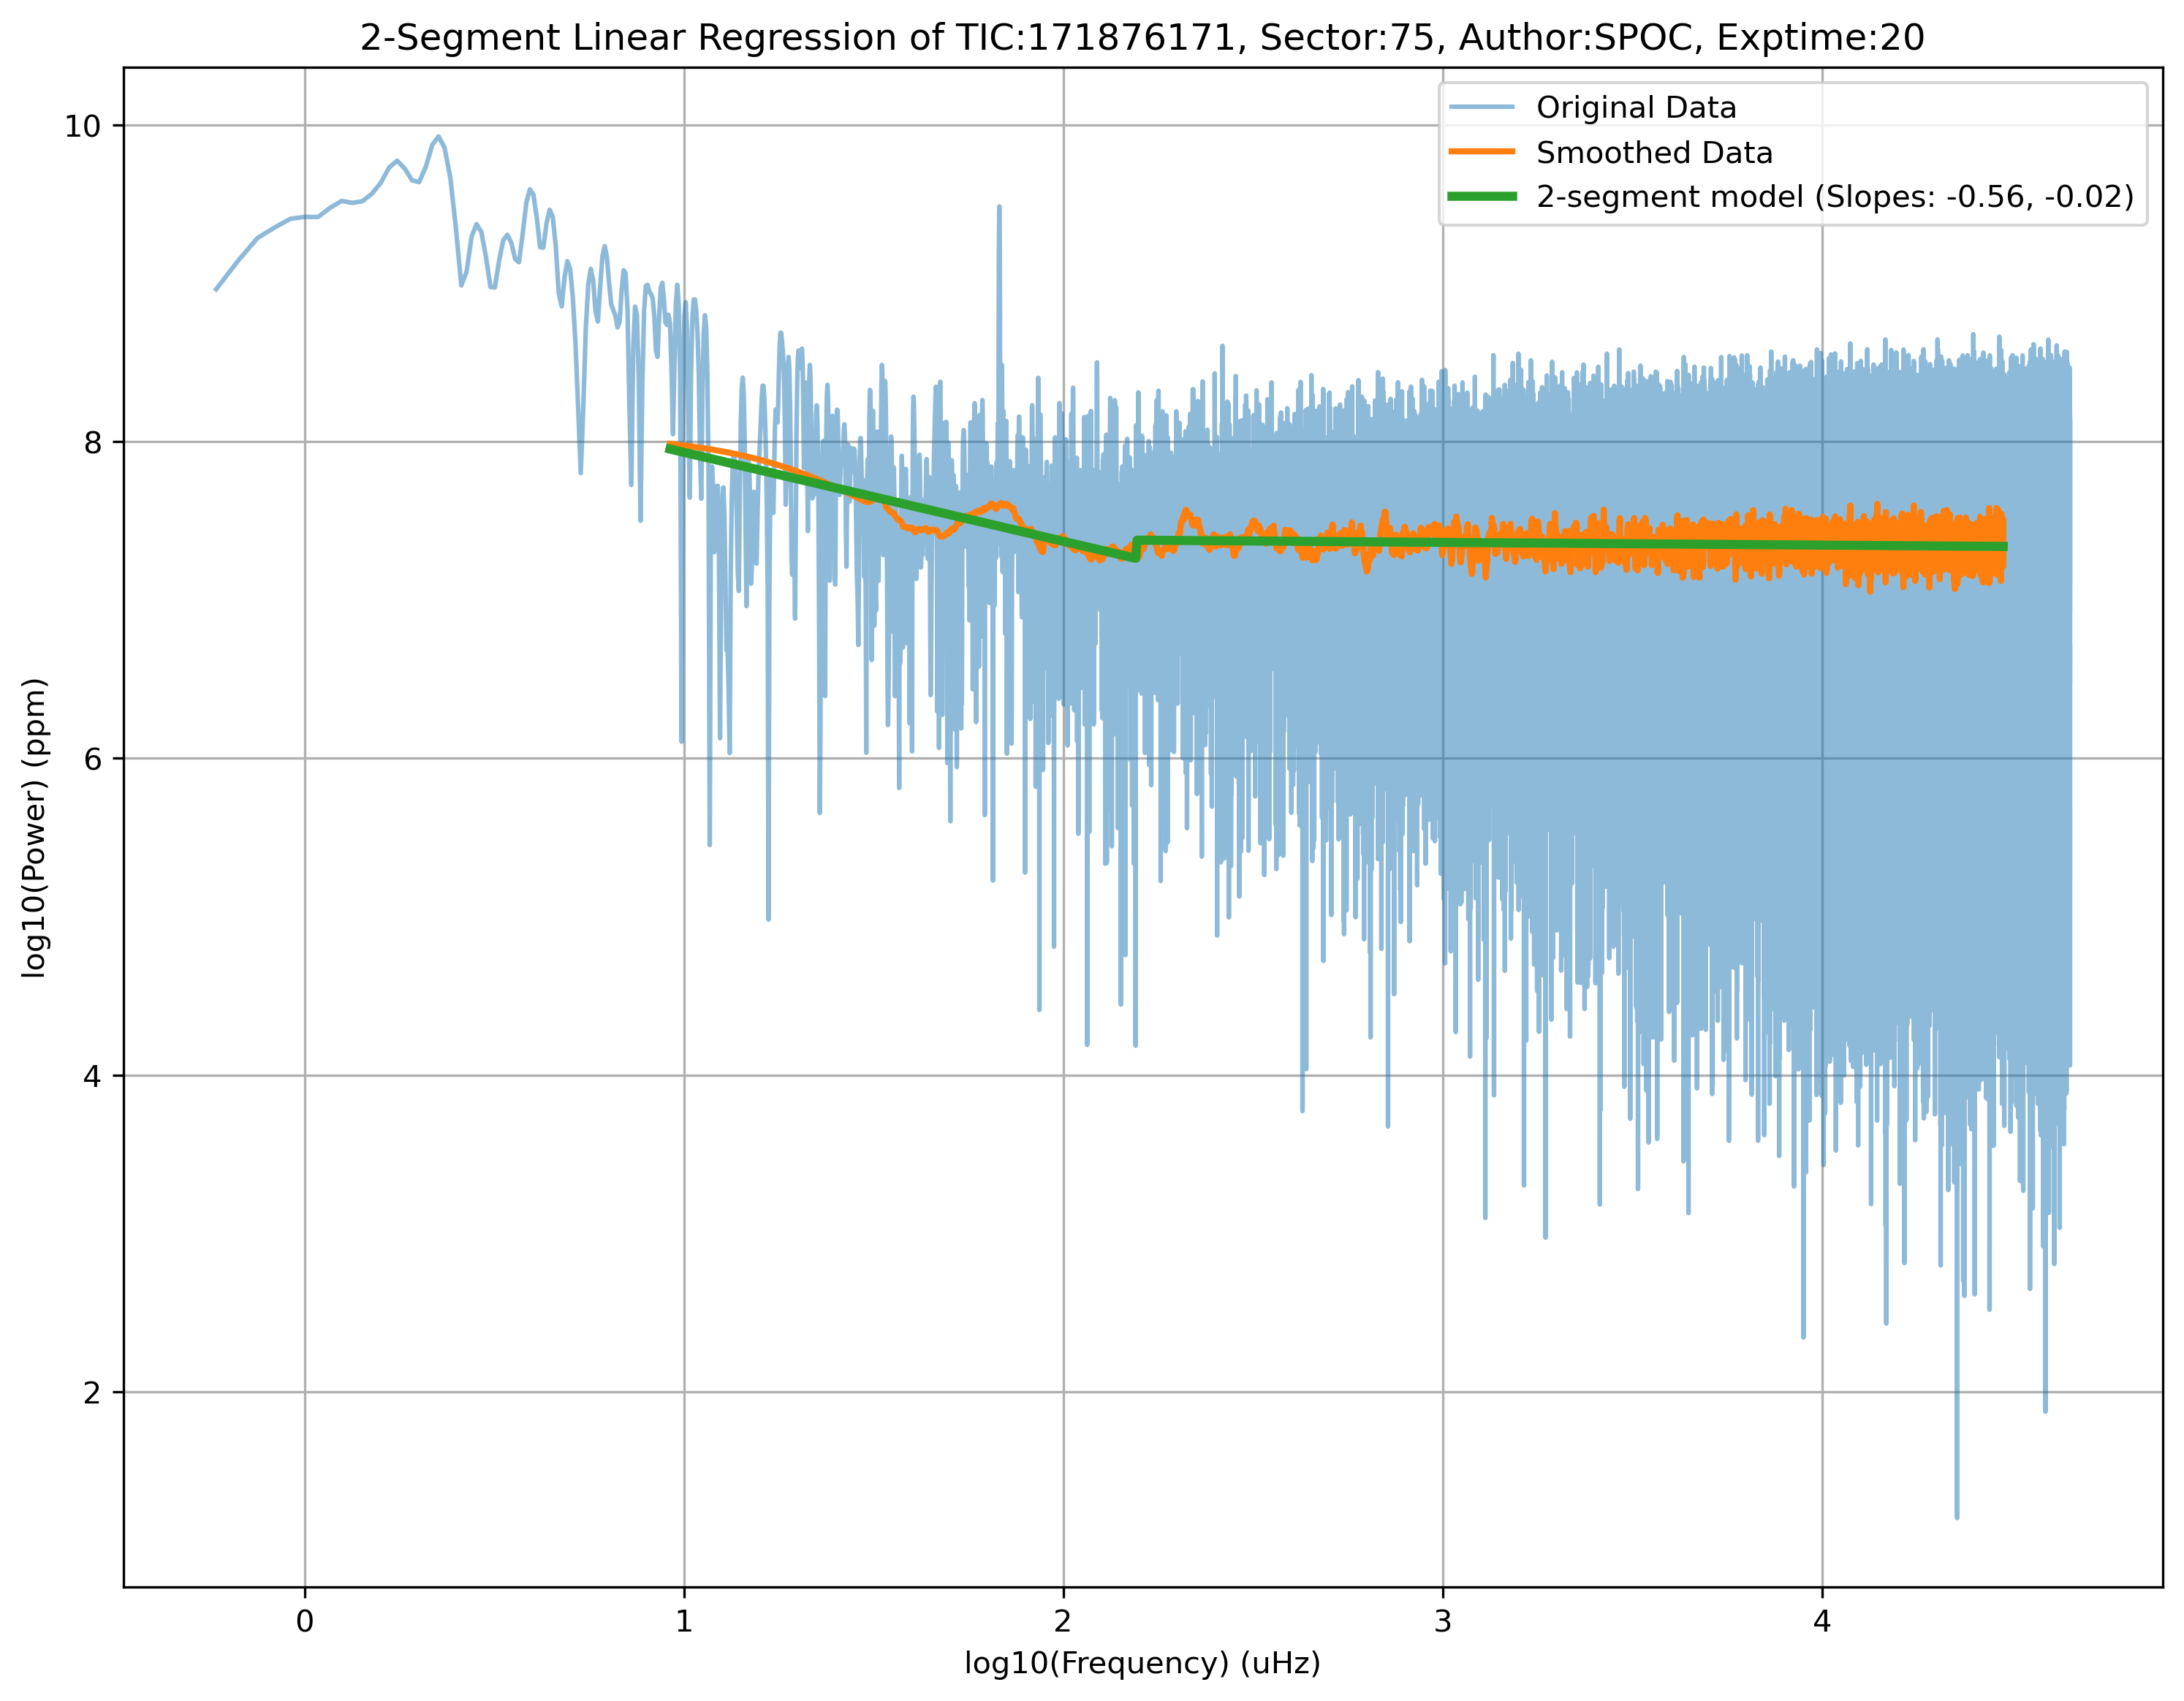 2-Segment Linear Regression of TIC:171876171, Sector:75, Author:SPOC, Exptime:20
Original Data
Smoothed Data
2-segment model (Slopes: -0.56, -0.02)
10
8
6
4
2
log10(Power) (ppm)
0 1 2 3 4
log10(Frequency) (uHz)